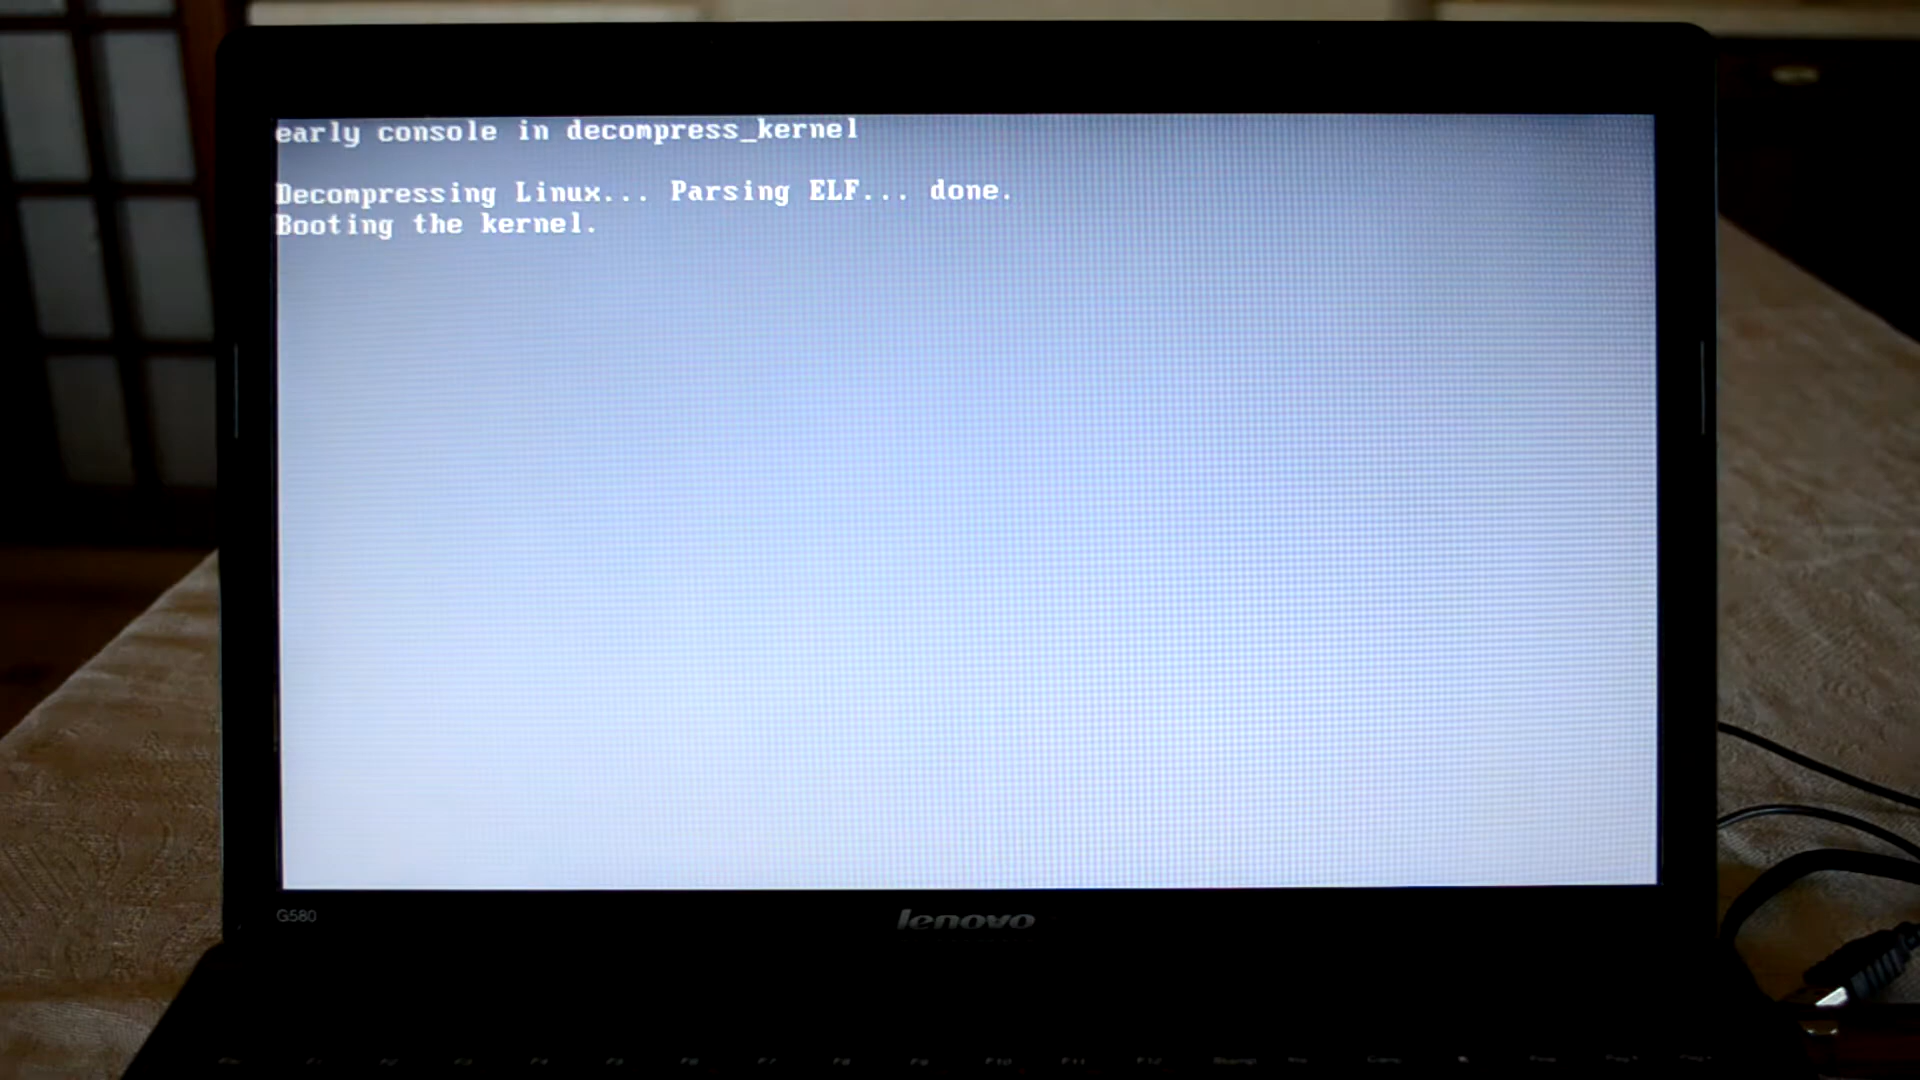 early console in decompress_kernel
Decompressing Linux... Parsing ELF... done.
Booting the kernel.
G580
lenovo